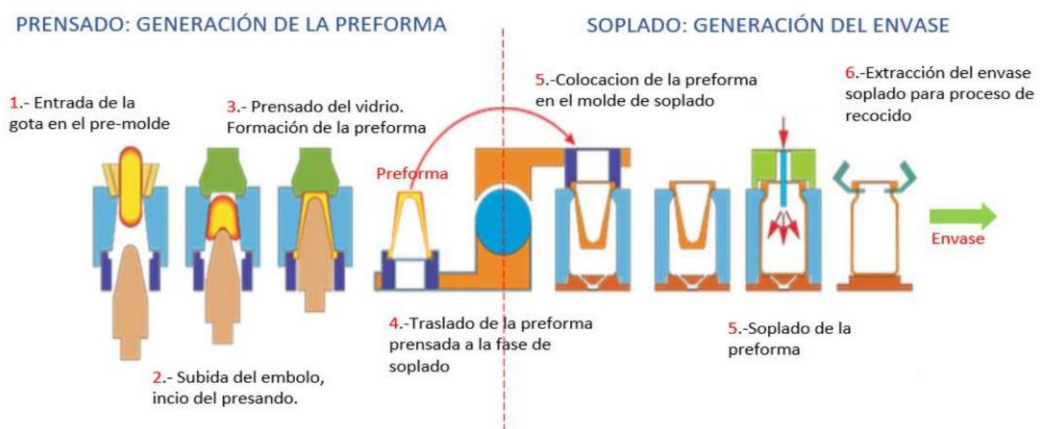 PRENSADO: GENERACIÓN DE LA PREFORMA
SOPLADO: GENERACIÓN DEL ENVASE
1.- Entrada de la
gota en el pre-molde
3.- Prensado del vidrio.
Formación de la preforma
5.-Colocacion de la preforma
en el molde de soplado
6.-Extracción del envase
soplado para proceso de
recocido
Preforma
Envase
2.- Subida del embolo,
incio del presando.
4.-Traslado de la preforma
prensada a la fase de
soplado
5.-Soplado de la
preforma